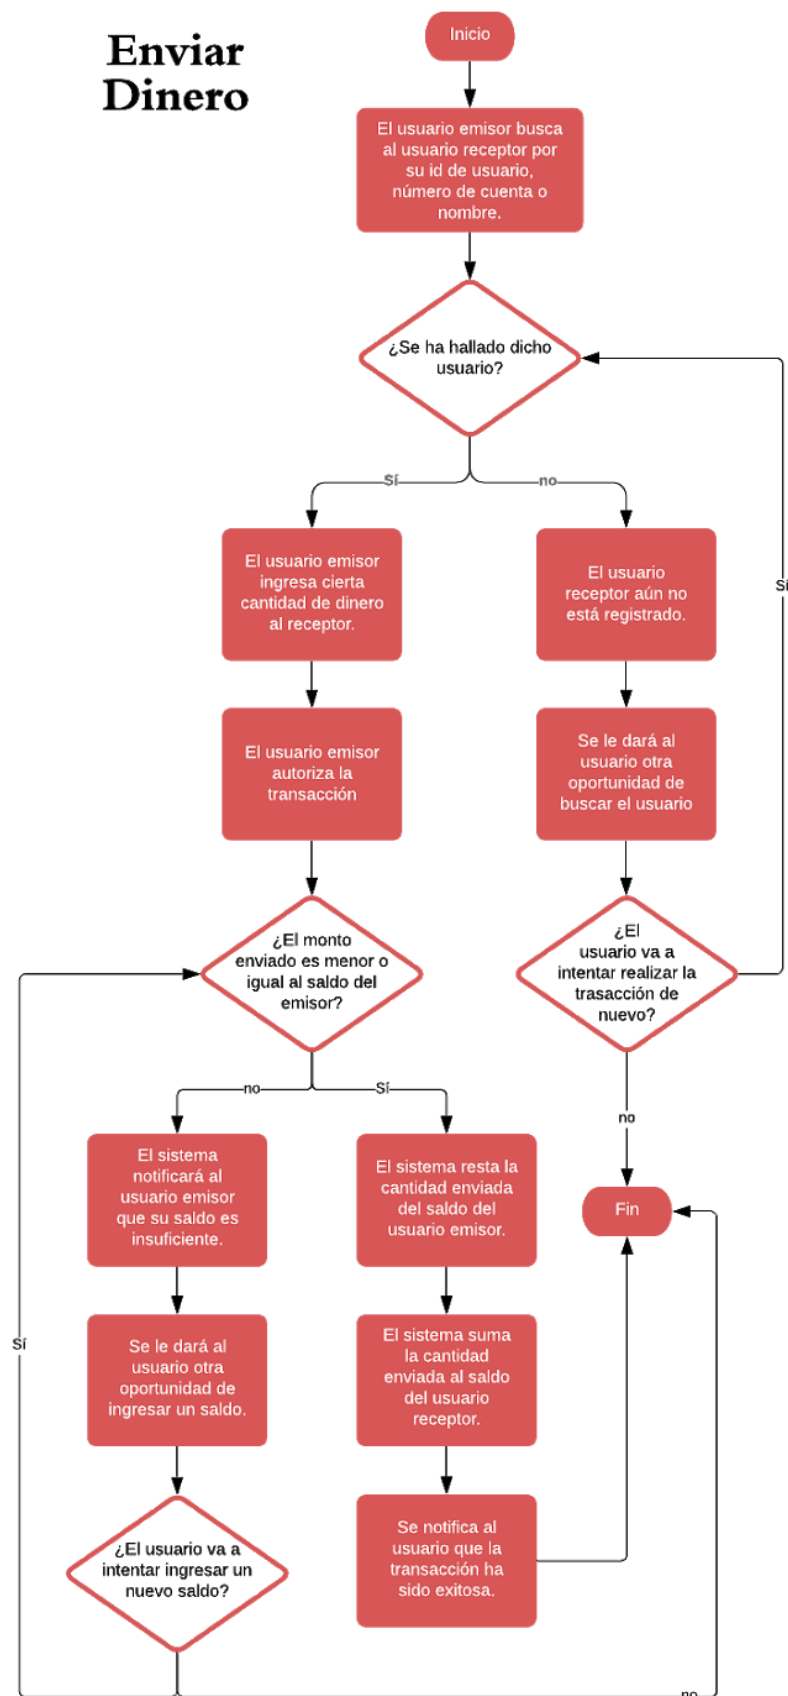 Enviar
Dinero
Inicio
El usuario emisor busca
al usuario receptor por
su id de usuario,
número de cuenta o
nombre.
¿Se ha hallado dicho
usuario?
Sí
no
El usuario emisor
ingresa cierta
cantidad de dinero
al receptor.
El usuario
receptor aún no
está registrado.
Sí
El usuario emisor
autoriza la
transacción
Se le dará al
usuario otra
oportunidad de
buscar el usuario
¿El monto
enviado es menor o
igual al saldo del
emisor?
¿El
usuario va a
intentar realizar la
trasacción de
nuevo?
no
Sí
no
El sistema
notificará al
usuario emisor
que su saldo es
insuficiente.
El sistema resta la
cantidad enviada
del saldo del
usuario emisor.
Fin
Sí
Se le dará al
usuario otra
oportunidad de
ingresar un saldo.
El sistema suma
la cantidad
enviada al saldo
del usuario
receptor.
¿El usuario va a
intentar ingresar un
nuevo saldo?
Se notifica al
usuario que la
transacción ha
sido exitosa.
no